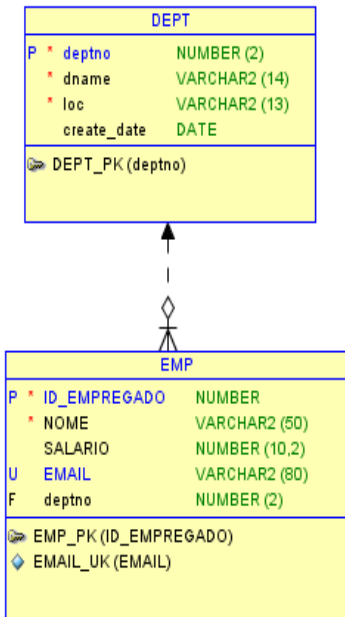 DEPT
P * deptno NUMBER (2)
* dname VARCHAR2 (14)
* loc VARCHAR2 (13)
create_date DATE
DEPT_PK (deptno)
EMP
P * ID_EMPREGADO NUMBER
* NOME VARCHAR2 (50)
SALARIO NUMBER (10,2)
U EMAIL VARCHAR2 (80)
F deptno NUMBER (2)
EMP_PK (ID_EMPREGADO)
EMAIL_UK (EMAIL)